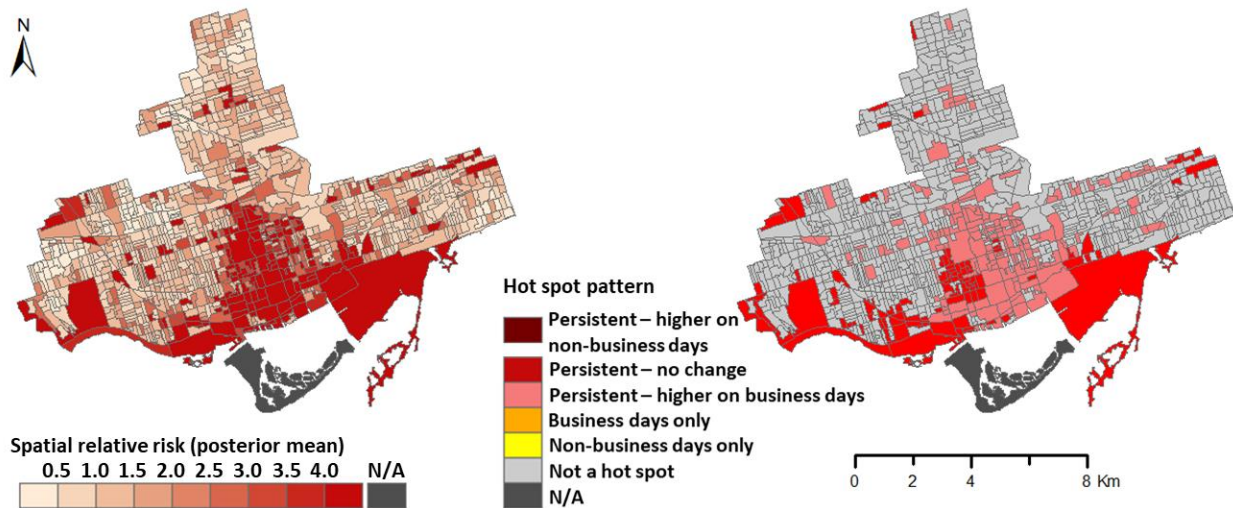 N
Spatial relative risk (posterior mean)
0.5 1.0 1.5 2.0 2.5 3.0 3.5 4.0 N/A
Hot spot pattern
Persistent – higher on
non-business days
Persistent – no change
Persistent – higher on business days
Business days only
Non-business days only
Not a hot spot
N/A
0 2 4 8 Km